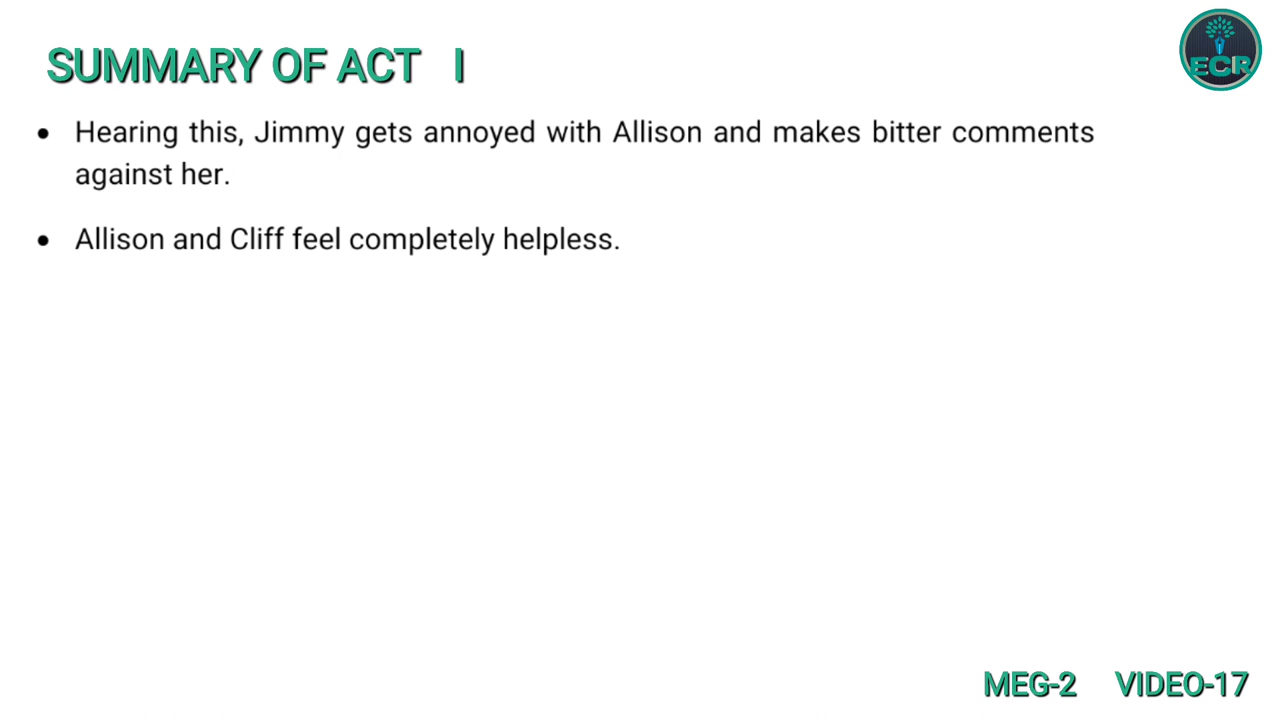 SUMMARY OF ACT I
ECR
• Hearing this, Jimmy gets annoyed with Allison and makes bitter comments
against her.
• Allison and Cliff feel completely helpless.
MEG-2 VIDEO-17